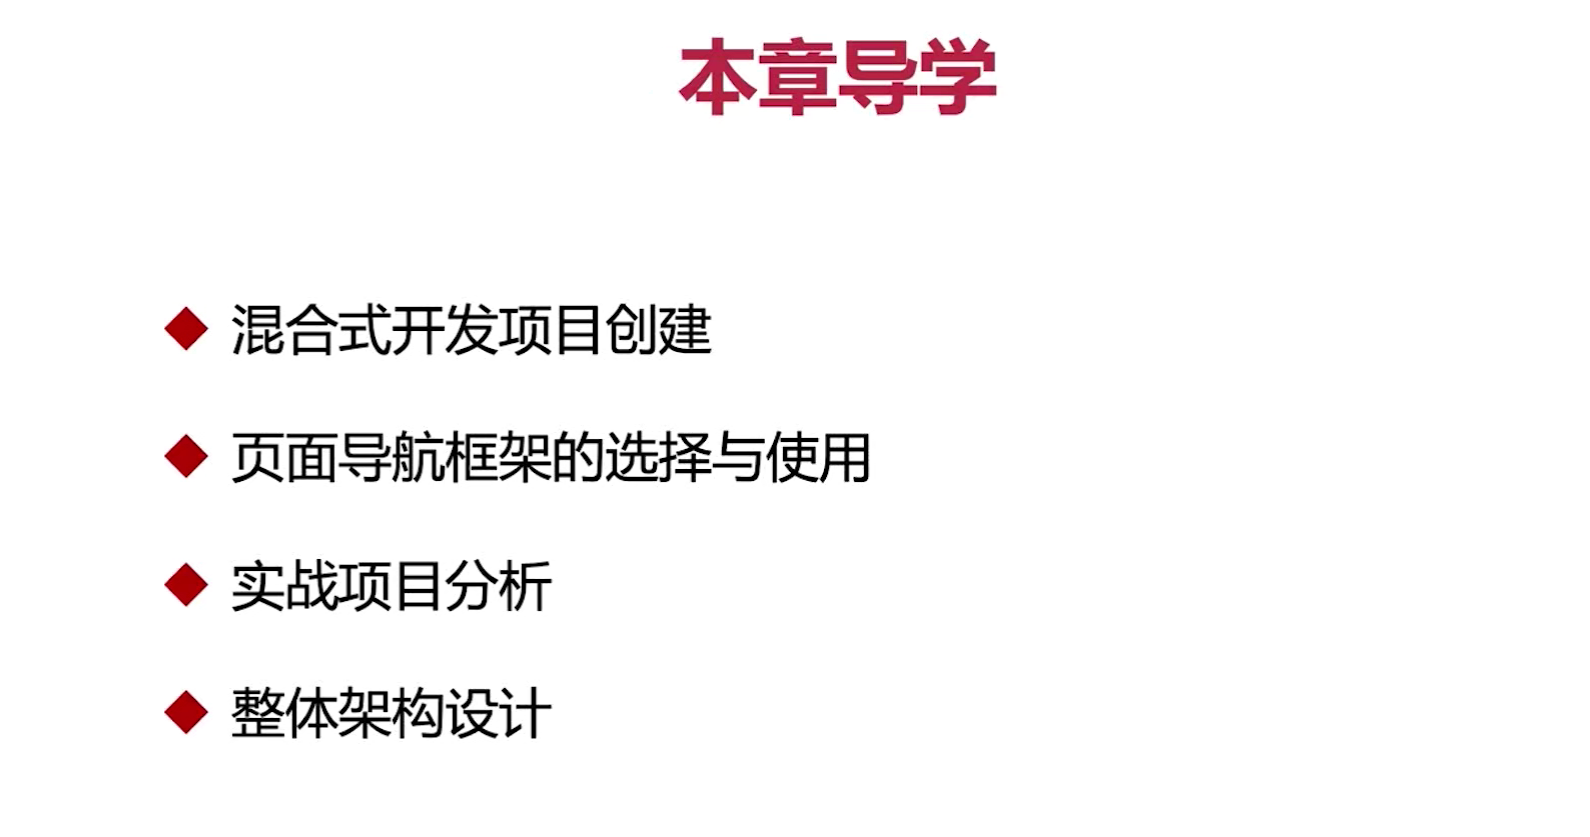 本章导学
混合式开发项目创建
页面导航框架的选择与使用
实战项目分析
整体架构设计